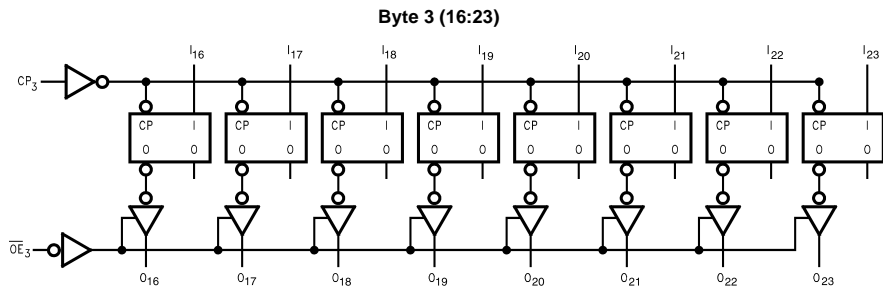 Byte 3 (16:23)
I16 I17 I18 I19 I20 I21 I22 I23
CP3
CP I CP I CP I CP I CP I CP I CP I CP I
O O O O O O O O O O O O O O O O
OE3
O16 O17 O18 O19 O20 O21 O22 O23